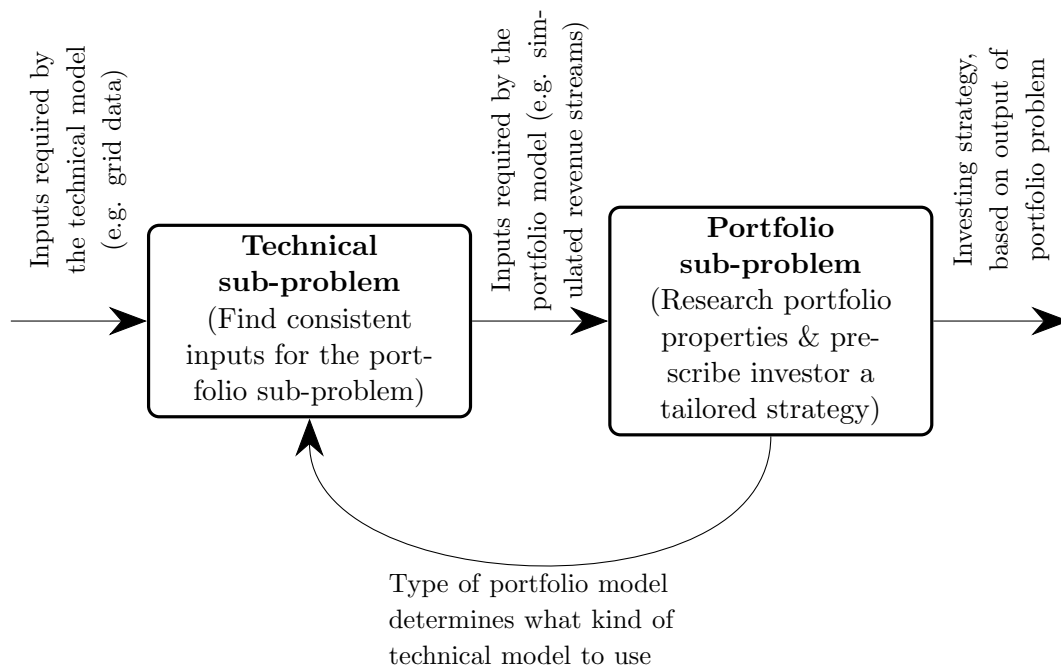 Inputs required by
the technical model
(e.g. grid data)
Technical
sub-problem
(Find consistent
inputs for the port-
folio sub-problem)
Inputs required by the
portfolio model (e.g. sim-
ulated revenue streams)
Portfolio
sub-problem
(Research portfolio
properties & pre-
scribe investor a
tailored strategy)
Investing strategy,
based on output of
portfolio problem
Type of portfolio model
determines what kind of
technical model to use